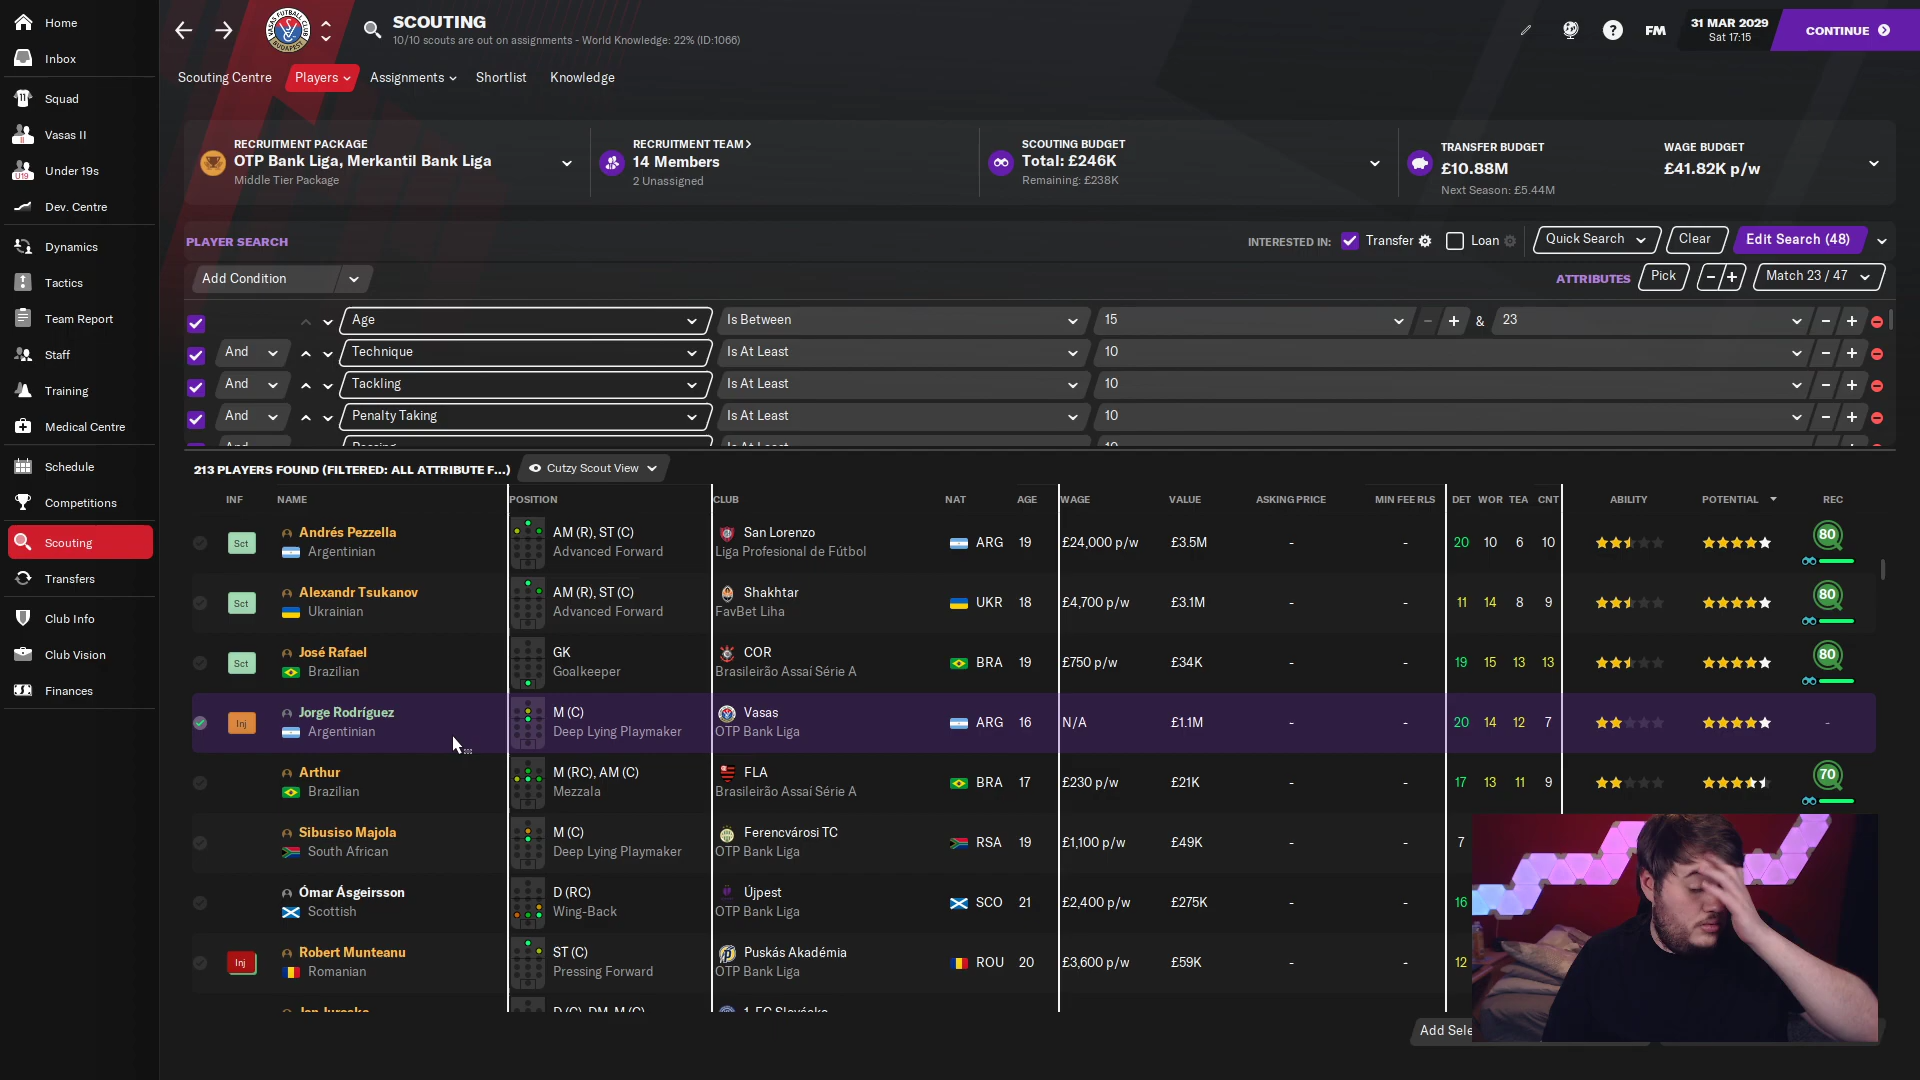 Home
Inbox
Squad
Vasas II
Under 19s
Dev. Centre
Dynamics
Tactics
Team Report
Staff
Training
Medical Centre
Schedule
Competitions
Scouting
Transfers
Club Info
Club Vision
Finances
SCOUTING
10/10 scouts are out on assignments - World Knowledge: 22% (ID:1066)
FM
31 MAR 2029
Sat 17:15
CONTINUE
Scouting Centre Players Assignments Shortlist Knowledge
RECRUITMENT PACKAGE
OTP Bank Liga, Merkantil Bank Liga
Middle Tier Package
RECRUITMENT TEAM
14 Members
2 Unassigned
SCOUTING BUDGET
Total: £246K
Remaining: £238K
TRANSFER BUDGET
£10.88M
Next Season: £5.44M
WAGE BUDGET
£41.82K p/w
PLAYER SEARCH
INTERESTED IN: Transfer Loan Quick Search Clear Edit Search (48)
Add Condition
ATTRIBUTES Pick Match 23 / 47
Age Is Between 15 & 23
And Technique Is At Least 10
And Tackling Is At Least 10
And Penalty Taking Is At Least 10
213 PLAYERS FOUND (FILTERED: ALL ATTRIBUTE F...) Cutzy Scout View
INF NAME POSITION CLUB NAT AGE WAGE VALUE ASKING PRICE MIN FEE RLS DET WOR TEA CNT ABILITY POTENTIAL REC
Sct Andrés Pezzella AM (R), ST (C) San Lorenzo ARG 19 £24,000 p/w £3.5M - - 20 10 6 10 80
Argentinian Advanced Forward Liga Profesional de Fútbol
Sct Alexandr Tsukanov AM (R), ST (C) Shakhtar UKR 18 £4,700 p/w £3.1M - - 11 14 8 9 80
Ukrainian Advanced Forward FavBet Liha
Sct José Rafael GK COR BRA 19 £750 p/w £34K - - 19 15 13 13 80
Brazilian Goalkeeper Brasileirão Assaí Série A
Inj Jorge Rodríguez M (C) Vasas ARG 16 N/A £1.1M - - 20 14 12 7 -
Argentinian Deep Lying Playmaker OTP Bank Liga
Arthur M (RC), AM (C) FLA BRA 17 £230 p/w £21K - - 17 13 11 9 70
Brazilian Mezzala Brasileirão Assaí Série A
Sibusiso Majola M (C) Ferencvárosi TC RSA 19 £1,100 p/w £49K - - 7
South African Deep Lying Playmaker OTP Bank Liga
Ómar Ásgeirsson D (RC) Újpest SCO 21 £2,400 p/w £275K - - 16
Scottish Wing-Back OTP Bank Liga
Inj Robert Munteanu ST (C) Puskás Akadémia ROU 20 £3,600 p/w £59K - - 12
Romanian Pressing Forward OTP Bank Liga
Add Sele